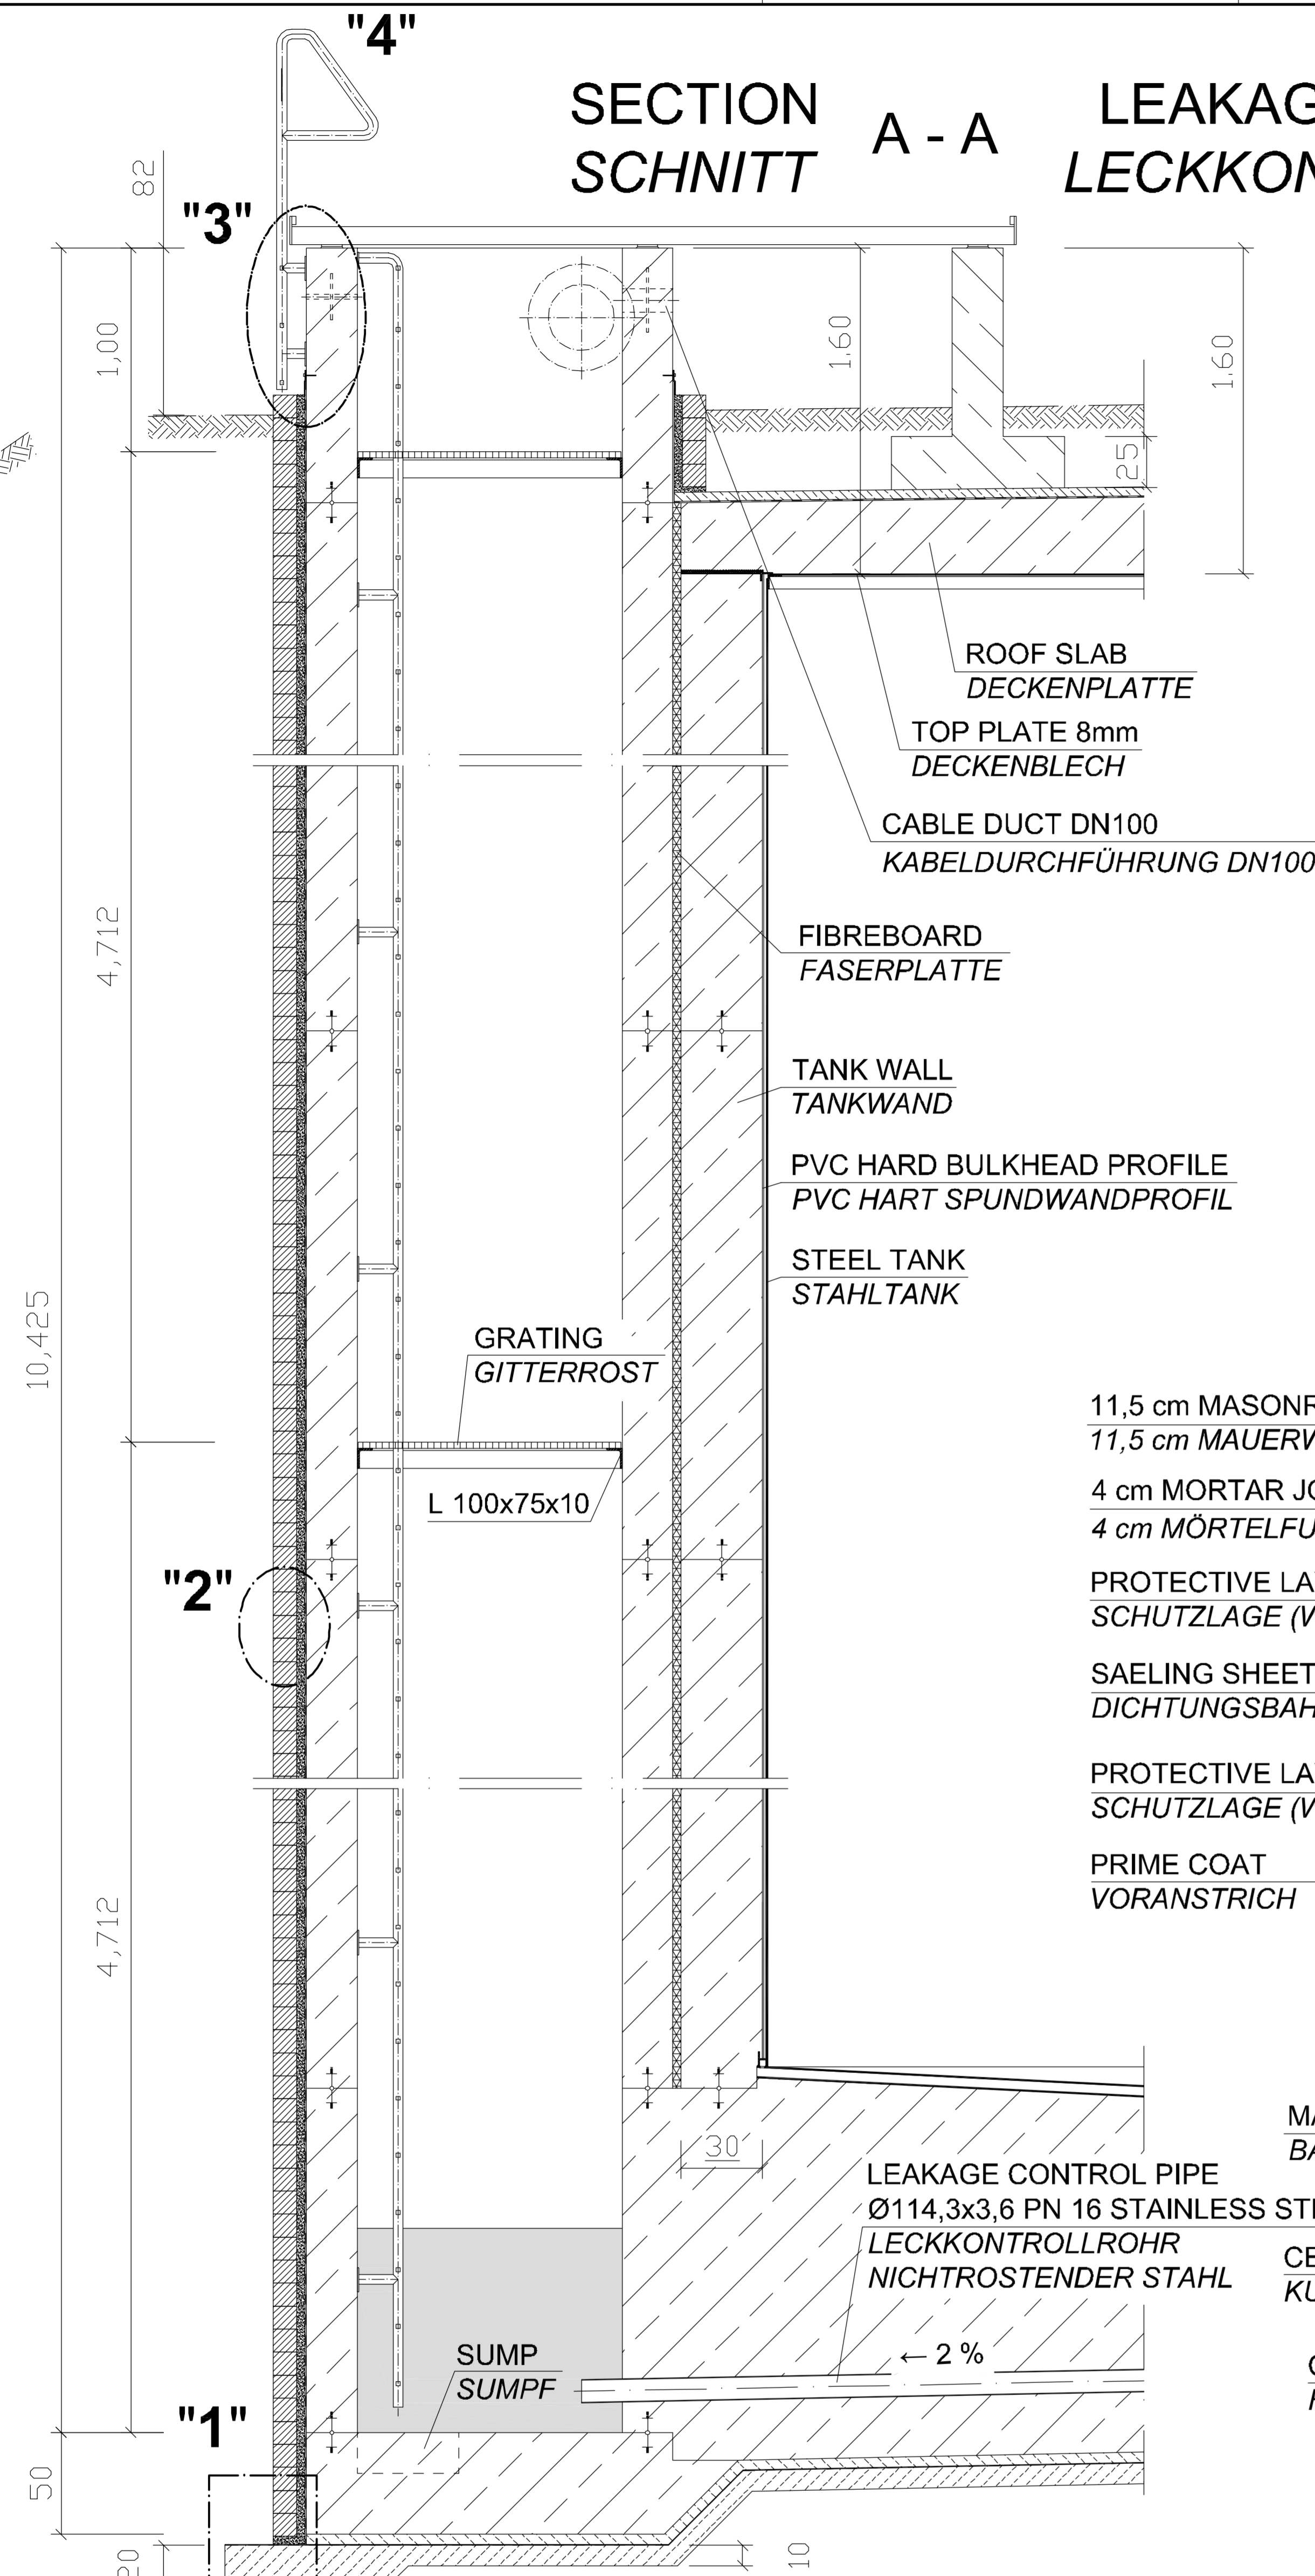 "4"
SECTION
SCHNITT
A - A
LEAKAG
LECKKON
82
"3"
1,00
1.60
1.60
25
ROOF SLAB
DECKENPLATTE
TOP PLATE 8mm
DECKENBLECH
CABLE DUCT DN100
KABELDURCHFÜHRUNG DN100
4,712
FIBREBOARD
FASERPLATTE
TANK WALL
TANKWAND
PVC HARD BULKHEAD PROFILE
PVC HART SPUNDWANDPROFIL
STEEL TANK
STAHLTANK
10,425
GRATING
GITTERROST
L 100x75x10
11,5 cm MASONR
11,5 cm MAUERW
4 cm MORTAR JO
4 cm MÖRTELFU
"2"
PROTECTIVE LA
SCHUTZLAGE (V
SAELING SHEET
DICHTUNGSBAH
PROTECTIVE LA
SCHUTZLAGE (V
PRIME COAT
VORANSTRICH
4,712
MA
BA
30
LEAKAGE CONTROL PIPE
Ø114,3x3,6 PN 16 STAINLESS STE
LECKKONTROLLROHR
NICHTROSTENDER STAHL
CE
KU
← 2 %
SUMP
SUMPF
"1"
50
20
10